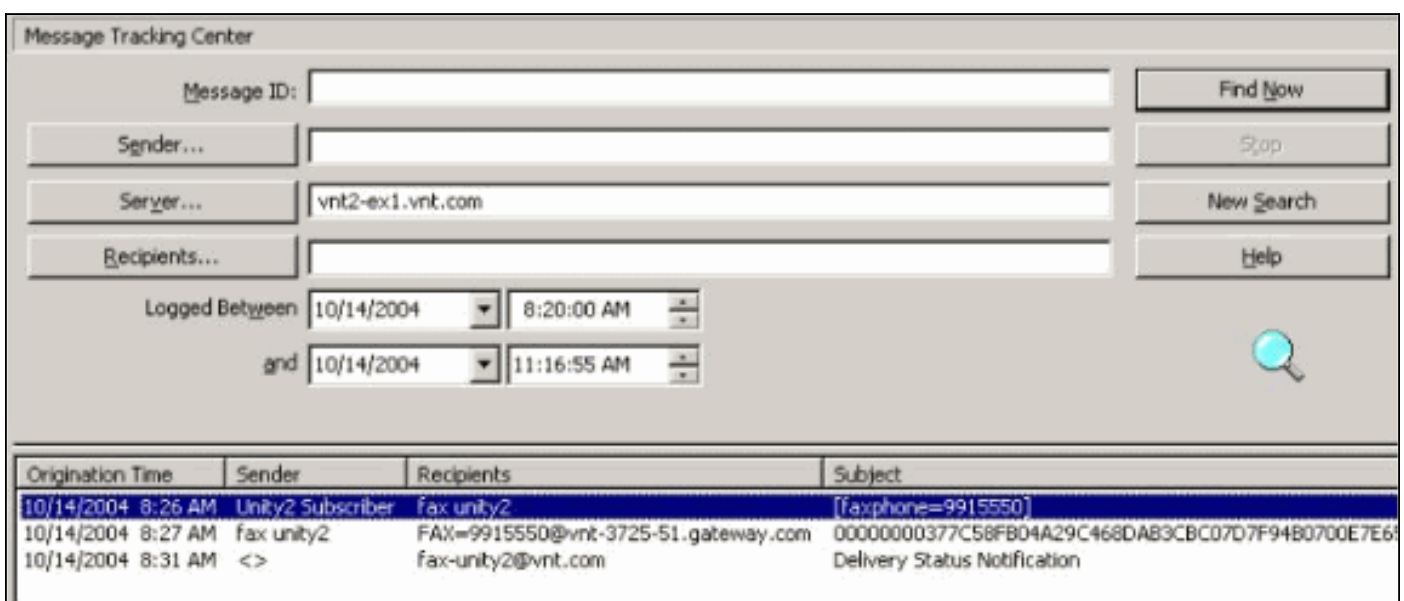 Message Tracking Center
Message ID:
Find Now
Sender...
Stop
Server... vnt2-ex1.vnt.com
New Search
Recipients...
Help
Logged Between 10/14/2004 8:20:00 AM
and 10/14/2004 11:16:55 AM
Origination Time Sender Recipients Subject
10/14/2004 8:26 AM Unity2 Subscriber fax unity2 [faxphone=9915550]
10/14/2004 8:27 AM fax unity2 FAX=9915550@vnt-3725-51.gateway.com 00000000377C58FB04A29C468DAB3CBC07D7F94B0700E7E6
10/14/2004 8:31 AM <> fax-unity2@vnt.com Delivery Status Notification